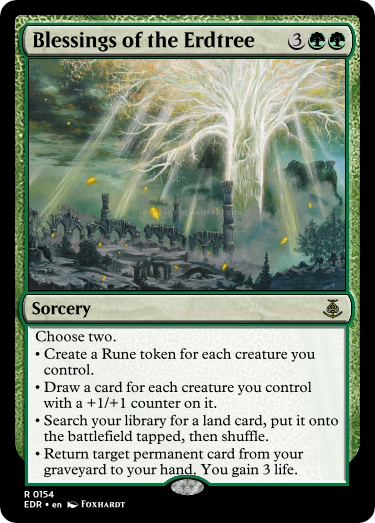 Blessings of the Erdtree 3
Sorcery
Choose two.
• Create a Rune token for each creature you
control.
• Draw a card for each creature you control
with a +1/+1 counter on it.
• Search your library for a land card, put it onto
the battlefield tapped, then shuffle.
• Return target permanent card from your
graveyard to your hand. You gain 3 life.
R 0154
EDR • en Foxhardt